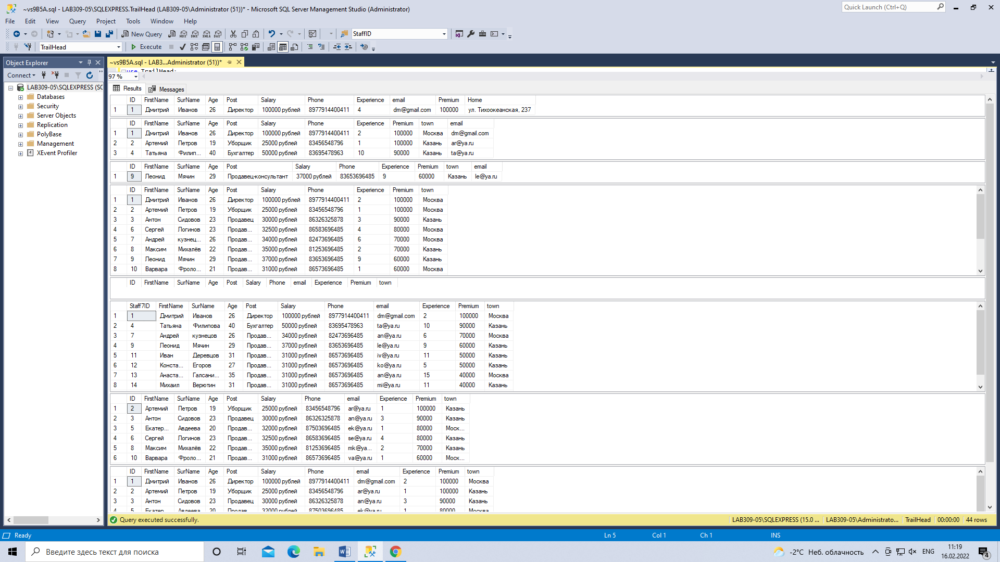 ~vs9B5A.sql - LAB309-05\SQLEXPRESS.TrailHead (LAB309-05\Administrator (51))* - Microsoft SQL Server Management Studio (Administrator)
Quick Launch (Ctrl+Q)
File Edit View Query Project Tools Window Help
New Query MDX DMX XMLA DAX StaffID
TrailHead Execute
Object Explorer
Connect
LAB309-05\SQLEXPRESS (SC
Databases
Security
Server Objects
Replication
PolyBase
Management
XEvent Profiler
~vs9B5A.sql - LAB3...Administrator (51))*
use TrailHead;
97 %
Results Messages
ID FirstName SurName Age Post Salary Phone Experience email Premium Home
1 1 Дмитрий Иванов 26 Директор 100000 рублей 8977914400411 4 dm@gmail.com 100000 ул. Тихоокеанская, 237
ID FirstName SurName Age Post Salary Phone Experience Premium town email
1 1 Дмитрий Иванов 26 Директор 100000 рублей 8977914400411 2 100000 Москва dm@gmail.com
2 2 Артемий Петров 19 Уборщик 25000 рублей 83456548796 1 100000 Казань ar@ya.ru
3 4 Татьяна Филип... 40 Бухгалтер 50000 рублей 83695478963 10 90000 Казань ta@ya.ru
ID FirstName SurName Age Post Salary Phone Experience Premium town email
1 9 Леонид Мячин 29 Продавец-консультант 37000 рублей 83653696485 9 60000 Казань le@ya.ru
ID FirstName SurName Age Post Salary Phone Experience Premium town
1 1 Дмитрий Иванов 26 Директор 100000 рублей 8977914400411 2 100000 Москва
2 2 Артемий Петров 19 Уборщик 25000 рублей 83456548796 1 100000 Москва
3 3 Антон Сидовов 23 Продавец 30000 рублей 86326325878 3 90000 Казань
4 6 Сергей Логинов 23 Продав... 32500 рублей 86583696485 4 80000 Москва
5 7 Андрей кузнец... 26 Продав... 34000 рублей 82473696485 6 70000 Москва
6 8 Максим Михалёв 22 Продав... 35000 рублей 81253696485 2 70000 Казань
7 9 Леонид Мячин 29 Продав... 37000 рублей 83653696485 9 60000 Казань
8 10 Варвара Фроло... 21 Продав... 31000 рублей 86573696485 1 60000 Москва
ID FirstName SurName Age Post Salary Phone email Experience Premium town
Staff7ID FirstName SurName Age Post Salary Phone email Experience Premium town
1 1 Дмитрий Иванов 26 Директор 100000 рублей 8977914400411 dm@gmail.com 2 100000 Москва
2 4 Татьяна Филипова 40 Бухгалтер 50000 рублей 83695478963 ta@ya.ru 10 90000 Казань
3 7 Андрей кузнецов 26 Продав... 34000 рублей 82473696485 an@ya.ru 6 70000 Москва
4 9 Леонид Мячин 29 Продав... 37000 рублей 83653696485 le@ya.ru 9 60000 Казань
5 11 Иван Деревцов 31 Продав... 31000 рублей 86573696485 iv@ya.ru 11 50000 Казань
6 12 Конста... Егоров 27 Продав... 31000 рублей 86573696485 ko@ya.ru 5 50000 Казань
7 13 Анаста... Галсани... 35 Продав... 31000 рублей 86573696485 an@ya.ru 15 40000 Москва
8 14 Михаил Верютин 31 Продав... 31000 рублей 86573696485 mi@ya.ru 11 40000 Казань
ID FirstName SurName Age Post Salary Phone email Experience Premium town
1 2 Артемий Петров 19 Уборщик 25000 рублей 83456548796 ar@ya.ru 1 100000 Казань
2 3 Антон Сидовов 23 Продавец 30000 рублей 86326325878 an@ya.ru 3 90000 Казань
3 5 Екатер... Авдеева 20 Продав... 32000 рублей 87503696485 ek@ya.ru 1 80000 Моск...
4 6 Сергей Логинов 23 Продав... 32500 рублей 86583696485 se@ya.ru 4 80000 Казань
5 8 Максим Михалёв 22 Продав... 35000 рублей 81253696485 mk@ya... 2 70000 Казань
6 10 Варвара Фроло... 21 Продав... 31000 рублей 86573696485 va@ya.ru 1 60000 Моск...
ID FirstName SurName Age Post Salary Phone email Experience Premium town
1 1 Дмитрий Иванов 26 Директор 100000 рублей 8977914400411 dm@gmail.com 2 100000 Москва
2 2 Артемий Петров 19 Уборщик 25000 рублей 83456548796 ar@ya.ru 1 100000 Казань
3 3 Антон Сидовов 23 Продавец 30000 рублей 86326325878 an@ya.ru 3 90000 Казань
4 5 Екатер... Авдеева 20 Продав... 32000 рублей 87503696485 ek@ya.ru 1 80000 Москва
Query executed successfully. LAB309-05\SQLEXPRESS (15.0 ... LAB309-05\Administrato... TrailHead 00:00:00 44 rows
Ready Ln 5 Col 1 Ch 1 INS
Введите здесь текст для поиска
-2°C Неб. облачность ENG 11:19
16.02.2022 4